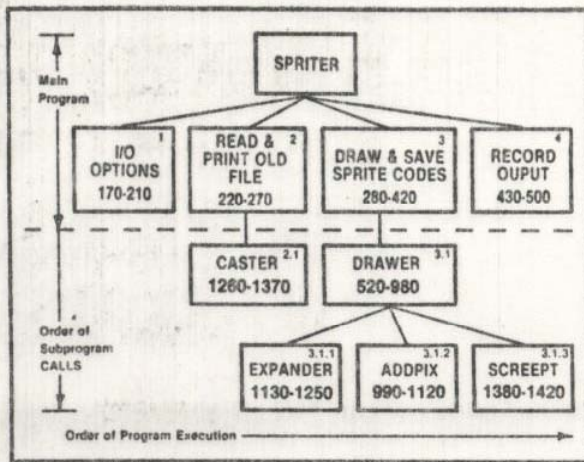 Main
Program
SPRITER
1
I/O
OPTIONS
170-210
2
READ &
PRINT OLD
FILE
220-270
3
DRAW & SAVE
SPRITE CODES
280-420
4
RECORD
OUPUT
430-500
2.1
CASTER
1260-1370
3.1
DRAWER
520-980
Order of
Subprogram
CALLS
3.1.1
EXPANDER
1130-1250
3.1.2
ADDPIX
990-1120
3.1.3
SCREEPT
1380-1420
Order of Program Execution